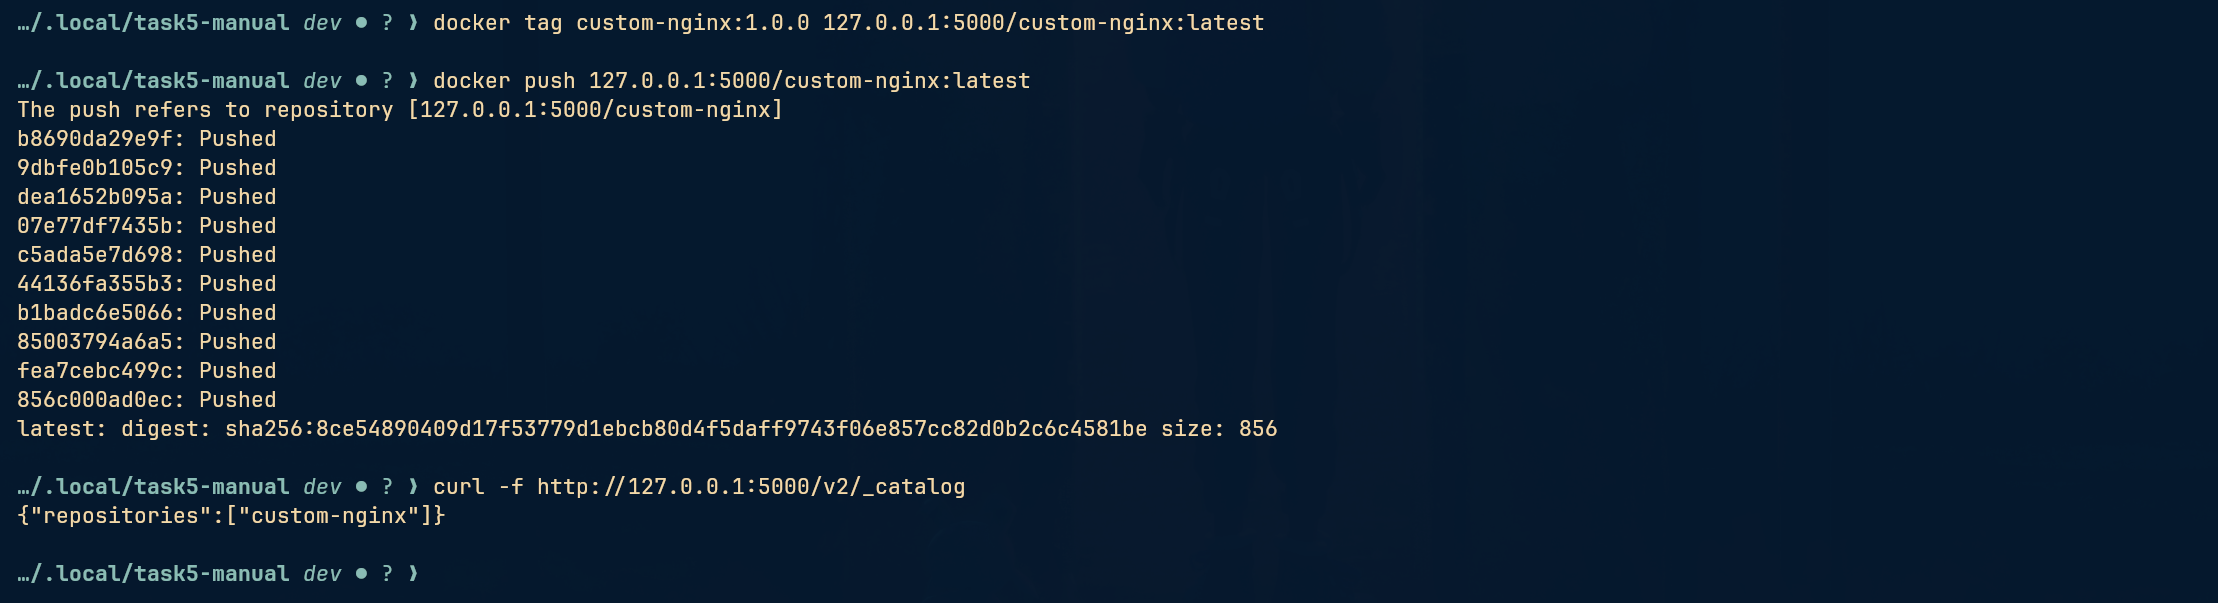 …/.local/task5-manual dev ● ? ❯ docker tag custom-nginx:1.0.0 127.0.0.1:5000/custom-nginx:latest
…/.local/task5-manual dev ● ? ❯ docker push 127.0.0.1:5000/custom-nginx:latest
The push refers to repository [127.0.0.1:5000/custom-nginx]
b8690da29e9f: Pushed
9dbfe0b105c9: Pushed
dea1652b095a: Pushed
07e77df7435b: Pushed
c5ada5e7d698: Pushed
44136fa355b3: Pushed
b1badc6e5066: Pushed
85003794a6a5: Pushed
fea7cebc499c: Pushed
856c000ad0ec: Pushed
latest: digest: sha256:8ce54890409d17f53779d1ebcb80d4f5daff9743f06e857cc82d0b2c6c4581be size: 856
…/.local/task5-manual dev ● ? ❯ curl -f http://127.0.0.1:5000/v2/_catalog
{"repositories":["custom-nginx"]}
…/.local/task5-manual dev ● ? ❯